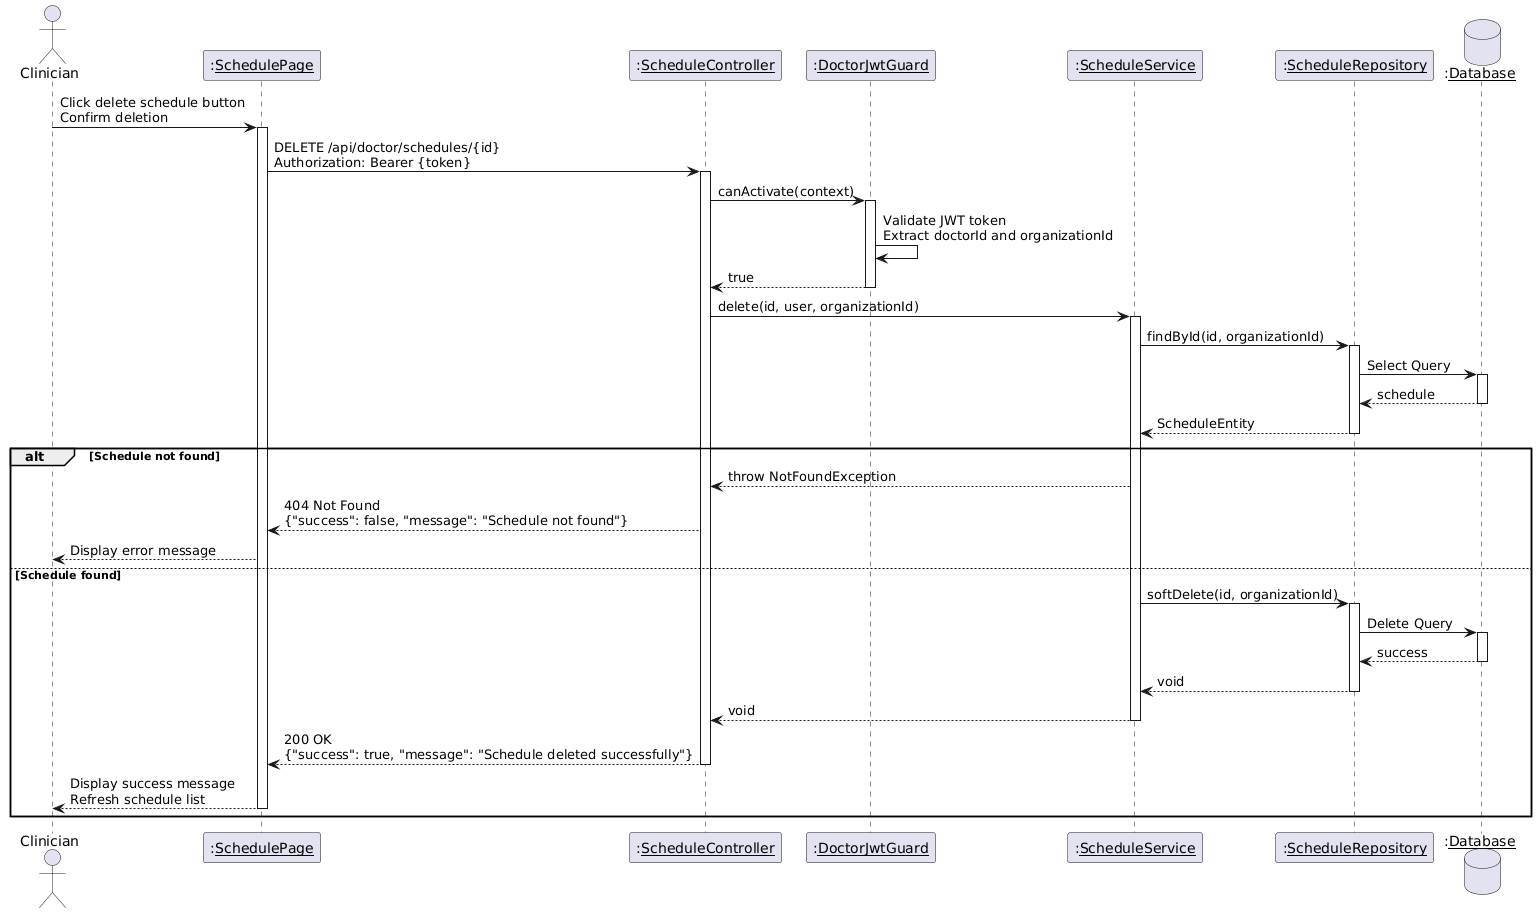 Clinician
:SchedulePage
:ScheduleController
:DoctorJwtGuard
:ScheduleService
:ScheduleRepository
:Database
Click delete schedule button
Confirm deletion
DELETE /api/doctor/schedules/{id}
Authorization: Bearer {token}
canActivate(context)
Validate JWT token
Extract doctorId and organizationId
true
delete(id, user, organizationId)
findById(id, organizationId)
Select Query
schedule
ScheduleEntity
alt [Schedule not found]
throw NotFoundException
404 Not Found
{"success": false, "message": "Schedule not found"}
Display error message
[Schedule found]
softDelete(id, organizationId)
Delete Query
success
void
void
200 OK
{"success": true, "message": "Schedule deleted successfully"}
Display success message
Refresh schedule list
Clinician
:SchedulePage
:ScheduleController
:DoctorJwtGuard
:ScheduleService
:ScheduleRepository
:Database